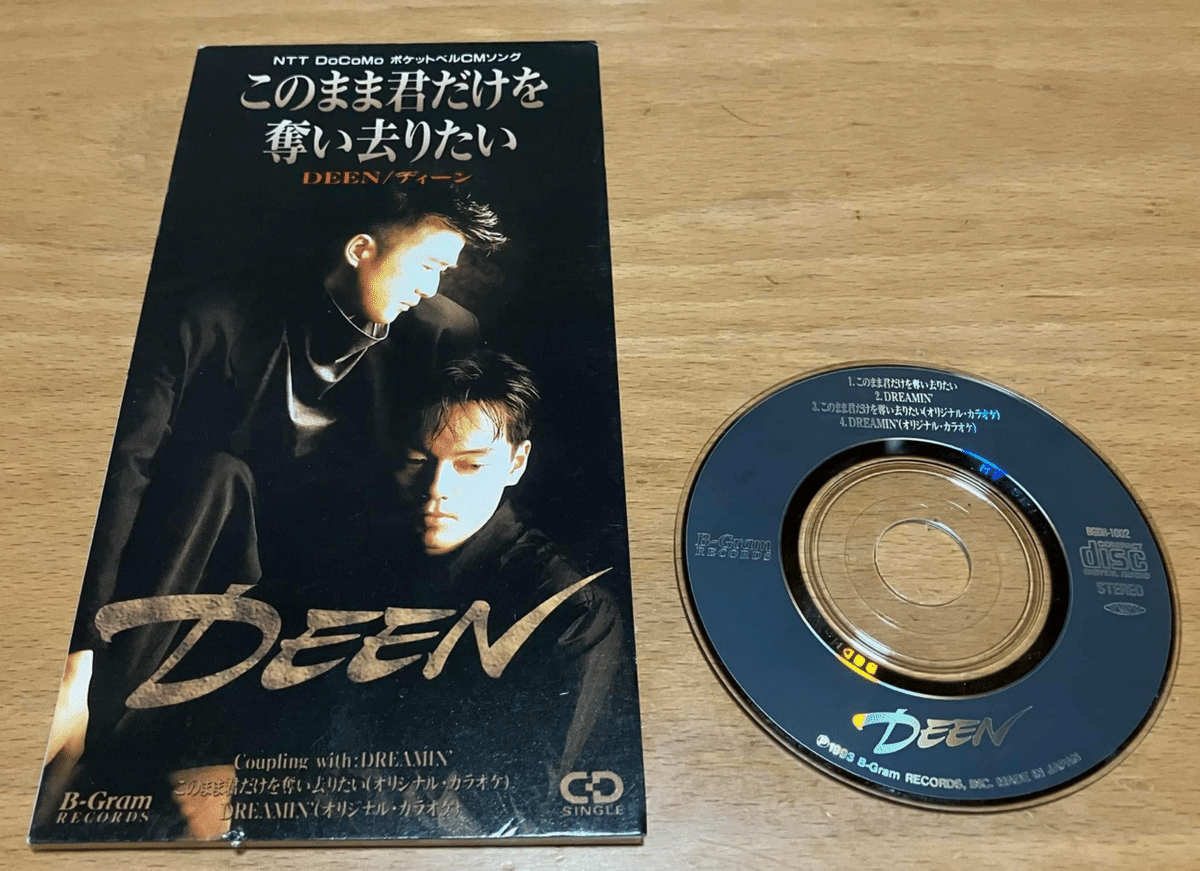 NTT DoCoMo ポケットベルCMソング
このまま君だけを
奪い去りたい
DEEN/ディーン
DEEN
Coupling with:DREAMIN'
このまま君だけを奪い去りたい(オリジナル・カラオケ)
DREAMIN'(オリジナル・カラオケ)
B-Gram
RECORDS
CD
SINGLE
1.このまま君だけを奪い去りたい
2.DREAMIN'
3.このまま君だけを奪い去りたい(オリジナル・カラオケ)
4.DREAMIN'(オリジナル・カラオケ)
B-Gram
RECORDS
BGDH-1002
COMPACT
disc
DIGITAL AUDIO
STEREO
DEEN
Ⓟ1993 B-Gram RECORDS, INC. MADE IN JAPAN